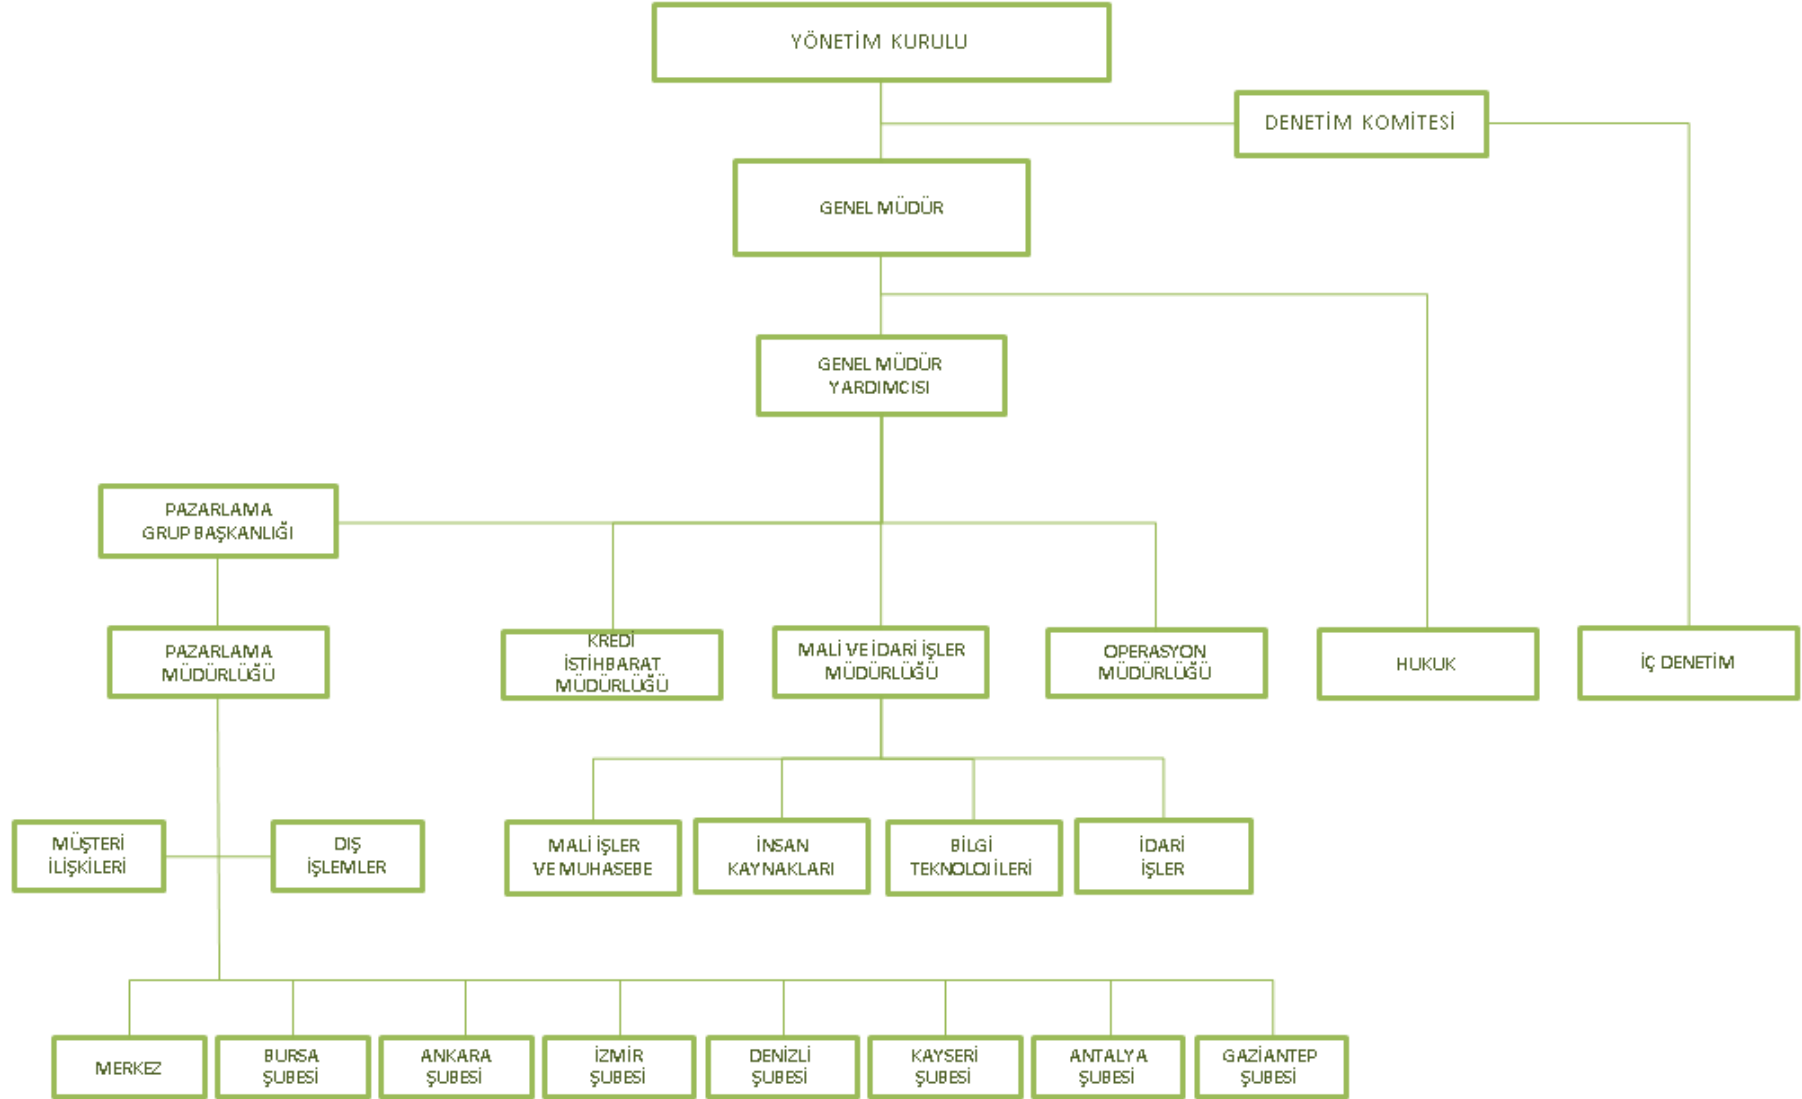 YÖNETİM KURULU
DENETİM KOMİTESİ
GENEL MÜDÜR
GENEL MÜDÜR
YARDIMCISI
PAZARLAMA
GRUP BAŞKANLIĞI
PAZARLAMA
MÜDÜRLÜĞÜ
KREDİ
İSTİHBARAT
MÜDÜRLÜĞÜ
MALİ VE İDARİ İŞLER
MÜDÜRLÜĞÜ
OPERASYON
MÜDÜRLÜĞÜ
HUKUK
İÇ DENETİM
MÜŞTERİ
İLİŞKİLERİ
DIŞ
İŞLEMLER
MALİ İŞLER
VE MUHASEBE
İNSAN
KAYNAKLARI
BİLGİ
TEKNOLOJİLERİ
İDARİ
İŞLER
MERKEZ
BURSA
ŞUBESİ
ANKARA
ŞUBESİ
İZMİR
ŞUBESİ
DENİZLİ
ŞUBESİ
KAYSERİ
ŞUBESİ
ANTALYA
ŞUBESİ
GAZİANTEP
ŞUBESİ